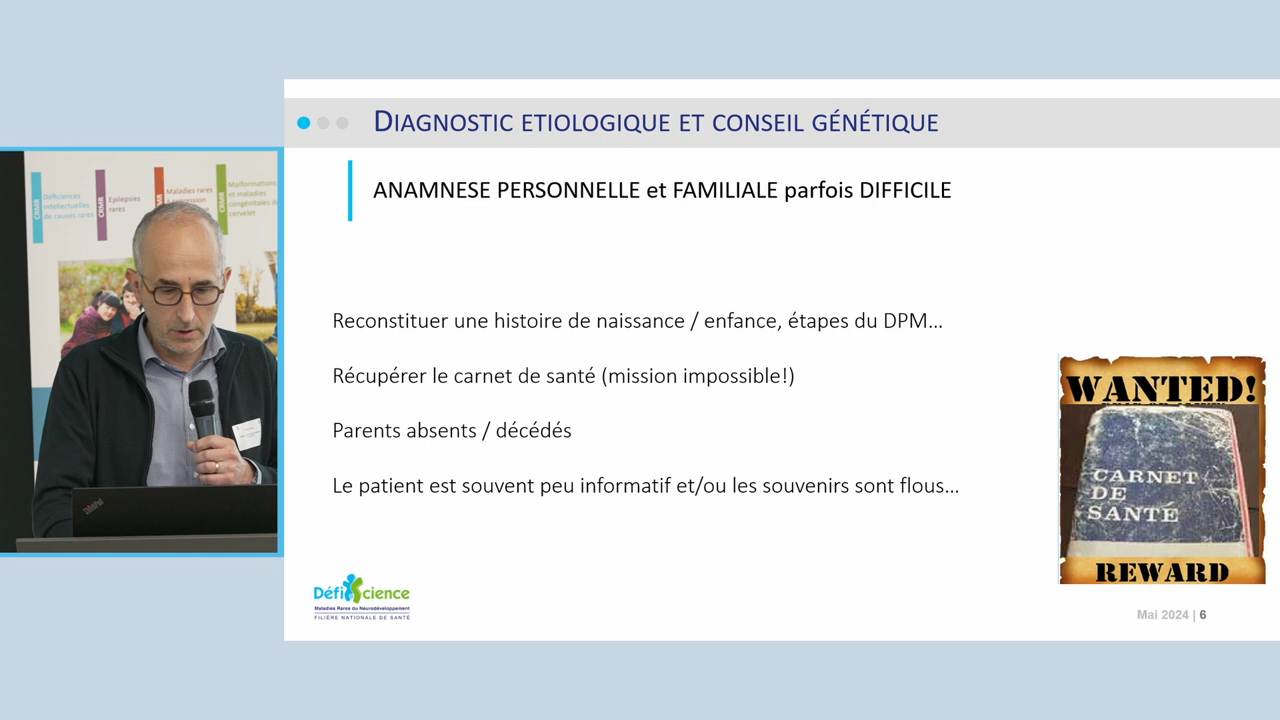 DIAGNOSTIC ETIOLOGIQUE ET CONSEIL GÉNÉTIQUE
ANAMNESE PERSONNELLE et FAMILIALE parfois DIFFICILE
Reconstituer une histoire de naissance / enfance, étapes du DPM...
Récupérer le carnet de santé (mission impossible!)
Parents absents / décédés
Le patient est souvent peu informatif et/ou les souvenirs sont flous...
WANTED!
CARNET
DE
SANTÉ
REWARD
DéfiScience
Maladies Rares du Neurodéveloppement
FILIÈRE NATIONALE DE SANTÉ
Mai 2024 | 6
CRMR
Déficiences
intellectuelles
de causes rares
CRMR
Epilepsies
rares
CRMR
Maladies rares
à expression
CRMR
Malformations
et maladies
congénitales du
cervelet
ThinkPad